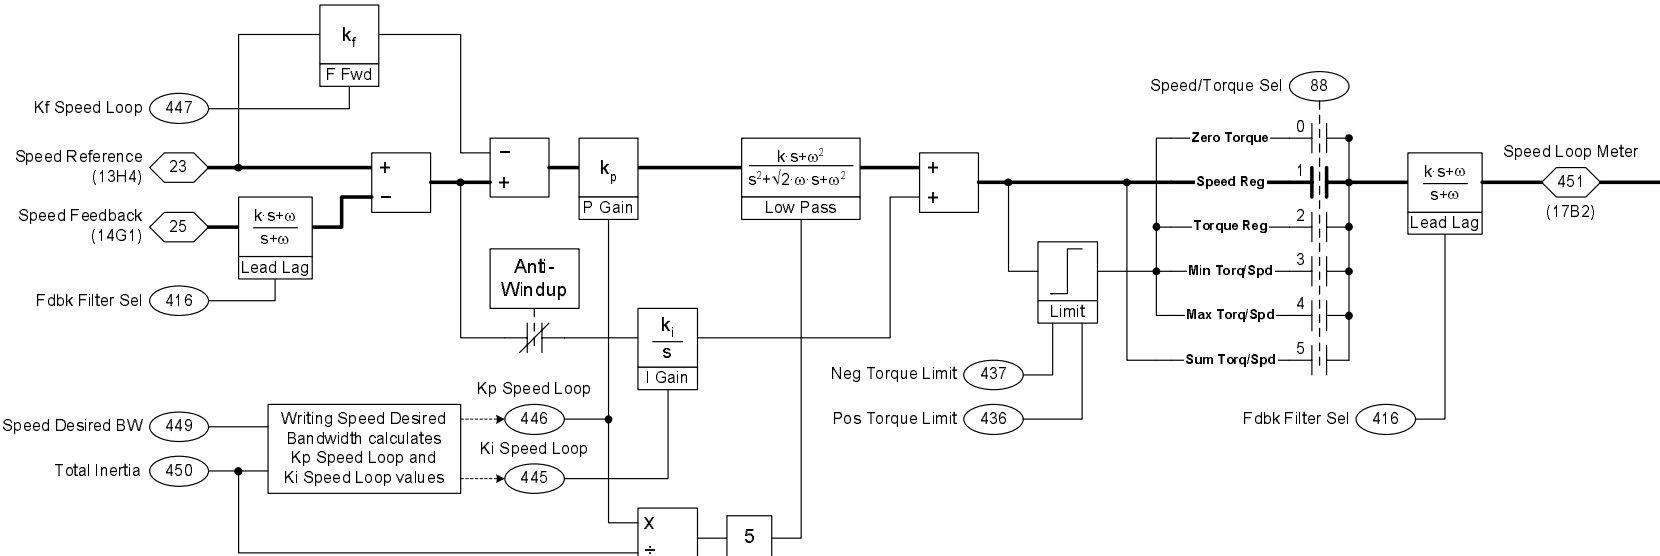 kf
F Fwd
Kf Speed Loop
447
Speed Reference
(13H4)
23
Speed Feedback
(14G1)
25
k·s+ω
s+ω
Lead Lag
Fdbk Filter Sel
416
+
−
−
+
kp
P Gain
k·s+ω²
s²+√2·ω·s+ω²
Low Pass
+
+
Anti-
Windup
ki
s
I Gain
Kp Speed Loop
446
Ki Speed Loop
445
Speed Desired BW
449
Total Inertia
450
Writing Speed Desired
Bandwidth calculates
Kp Speed Loop and
Ki Speed Loop values
X
÷
5
Limit
Neg Torque Limit
437
Pos Torque Limit
436
Speed/Torque Sel
88
Zero Torque
0
Speed Reg
1
Torque Reg
2
Min Torq/Spd
3
Max Torq/Spd
4
Sum Torq/Spd
5
k·s+ω
s+ω
Lead Lag
Fdbk Filter Sel
416
Speed Loop Meter
451
(17B2)